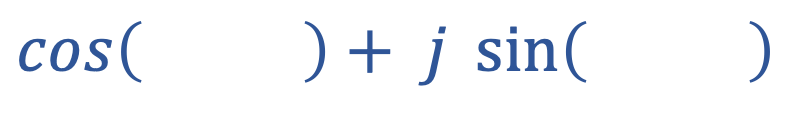 cos(      ) + j sin(      )